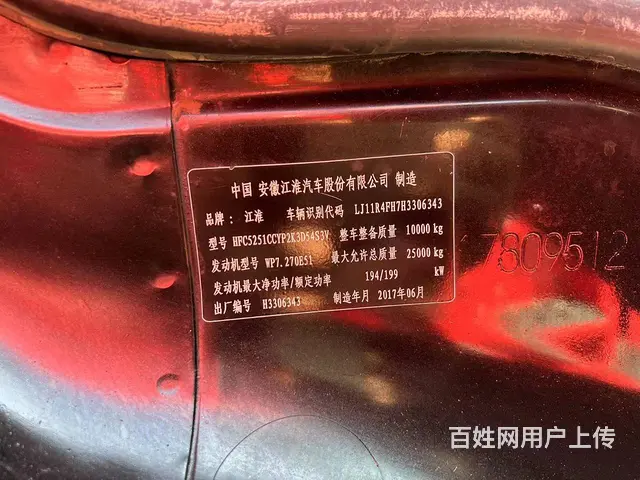 中国 安徽江淮汽车股份有限公司 制造
品牌: 江淮 车辆识别代码 LJ11R4FH7H3306343
型号 HFC5251CCYP2K3D54S3V 整车整备质量 10000 kg
发动机型号 WP7.270E51 最大允许总质量 25000 kg
发动机最大净功率/额定功率 194/199 kW
出厂编号 H3306343 制造年月 2017年06月
7809512
百姓网用户上传